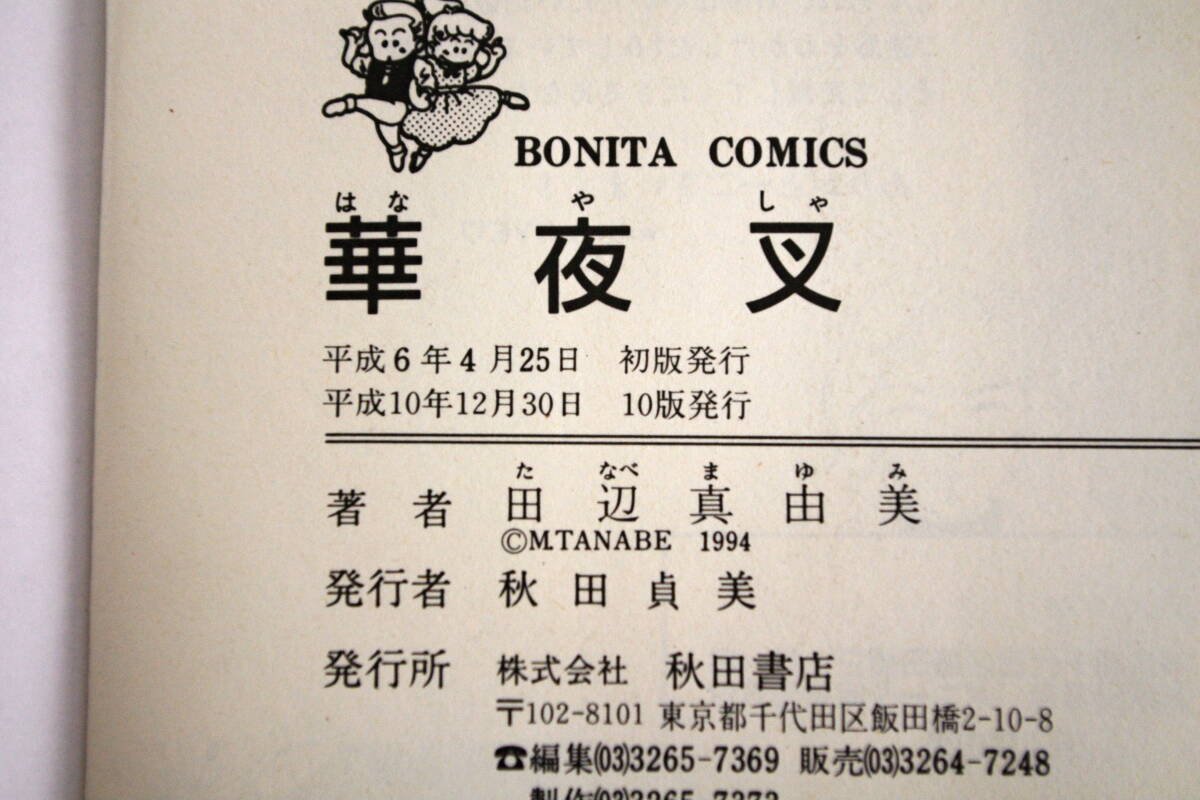 BONITA COMICS
はな や しゃ
華夜叉
平成6年4月25日 初版発行
平成10年12月30日 10版発行
た なべ ま ゆ み
著者 田辺真由美
©M.TANABE 1994
発行者 秋田貞美
発行所 株式会社 秋田書店
〒102-8101 東京都千代田区飯田橋2-10-8
☎編集(03)3265-7369 販売(03)3264-7248
製作(03)3265-7373